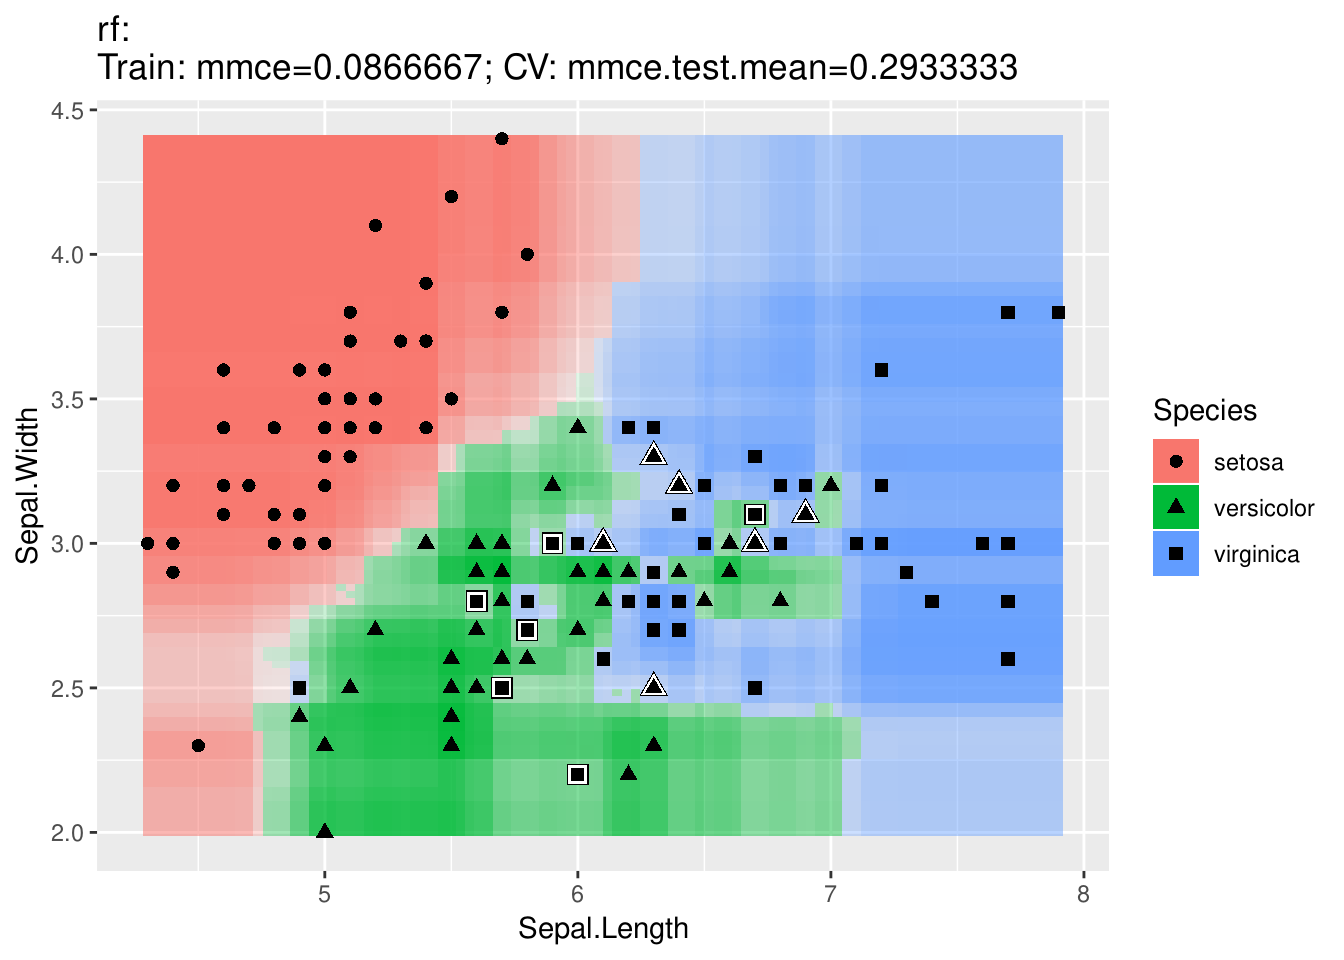 rf:
Train: mmce=0.0866667; CV: mmce.test.mean=0.2933333
4.5
4.0
3.5
3.0
2.5
2.0
Sepal.Width
5
6
7
8
Sepal.Length
Species
setosa
versicolor
virginica